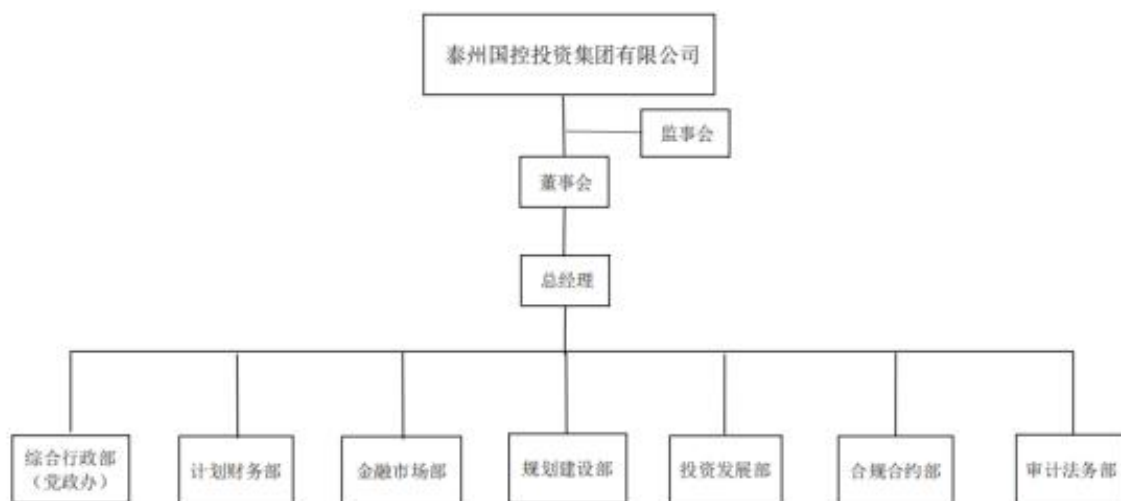 泰州国控投资集团有限公司
监事会
董事会
总经理
综合行政部
（党政办）
计划财务部
金融市场部
规划建设部
投资发展部
合规合约部
审计法务部